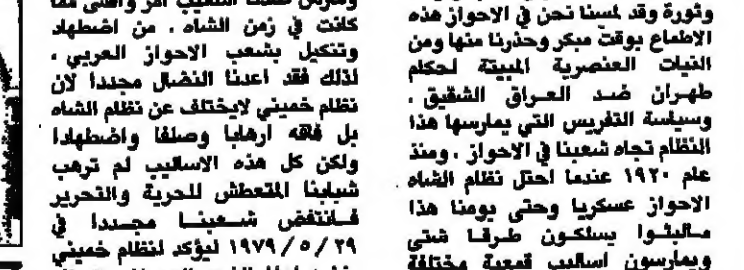 وثورة وقد لمسنا نحن في الاحواز هذه
الاطماع بوقت مبكر وحذرنا منها ومن
النيات العنصرية المبيتة لحكام
طهران ضد العراق الشقيق .
وسياسة التفريس التي يمارسها هذا
النظام تجاه شعبنا في الاحواز . ومنذ
عام ١٩٢٠ عندما احتل نظام الشاه
الاحواز عسكريا وحتى يومنا هذا
مالبثوا يسلكون طرقا شتى
ويمارسون اساليب قمعية مختلفة
كانت في زمن الشاه . من اضطهاد
وتنكيل بشعب الاحواز العربي .
لذلك فقد اعدنا النضال مجددا لان
نظام خميني لايختلف عن نظام الشاه
بل فاقه ارهابا وصلفا واضطهادا
ولكن كل هذه الاساليب لم ترهب
شبابنا المتعطش للحرية والتحرير
فانتفض شعبنا مجددا في
٢٩ / ٥ / ١٩٧٩ ليؤكد لنظام خميني